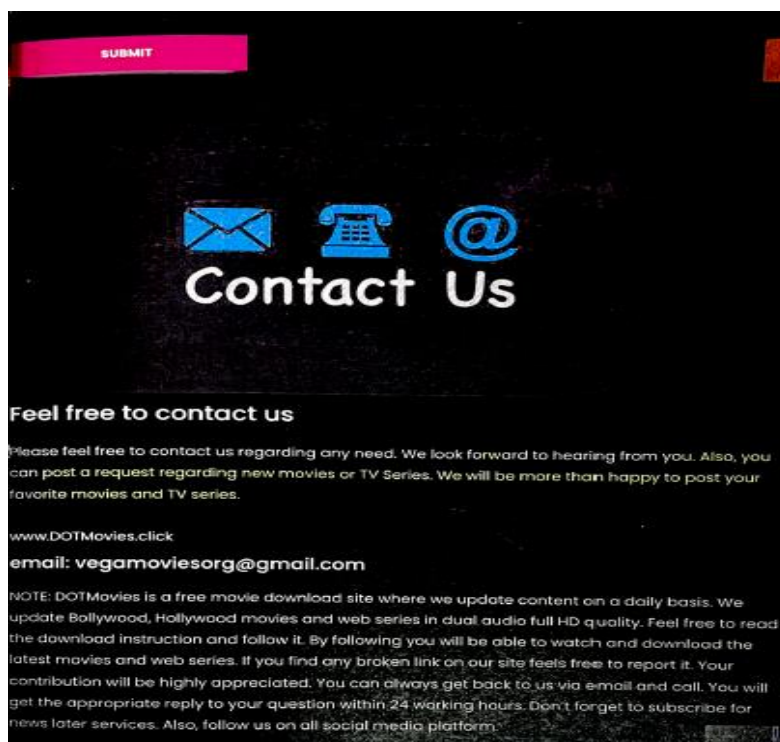 SUBMIT
Contact Us
Feel free to contact us
Please feel free to contact us regarding any need. We look forward to hearing from you. Also, you
can post a request regarding new movies or TV Series. We will be more than happy to post your
favorite movies and TV series.
www.DOTMovies.click
email: vegamoviesorg@gmail.com
NOTE: DOTMovies is a free movie download site where we update content on a daily basis. We
update Bollywood, Hollywood movies and web series in dual audio full HD quality. Feel free to read
the download instruction and follow it. By following you will be able to watch and download the
latest movies and web series. If you find any broken link on our site feels free to report it. Your
contribution will be highly appreciated. You can always get back to us via email and call. You will
get the appropriate reply to your question within 24 working hours. Don't forget to subscribe for
news later services. Also, follow us on all social media platform.